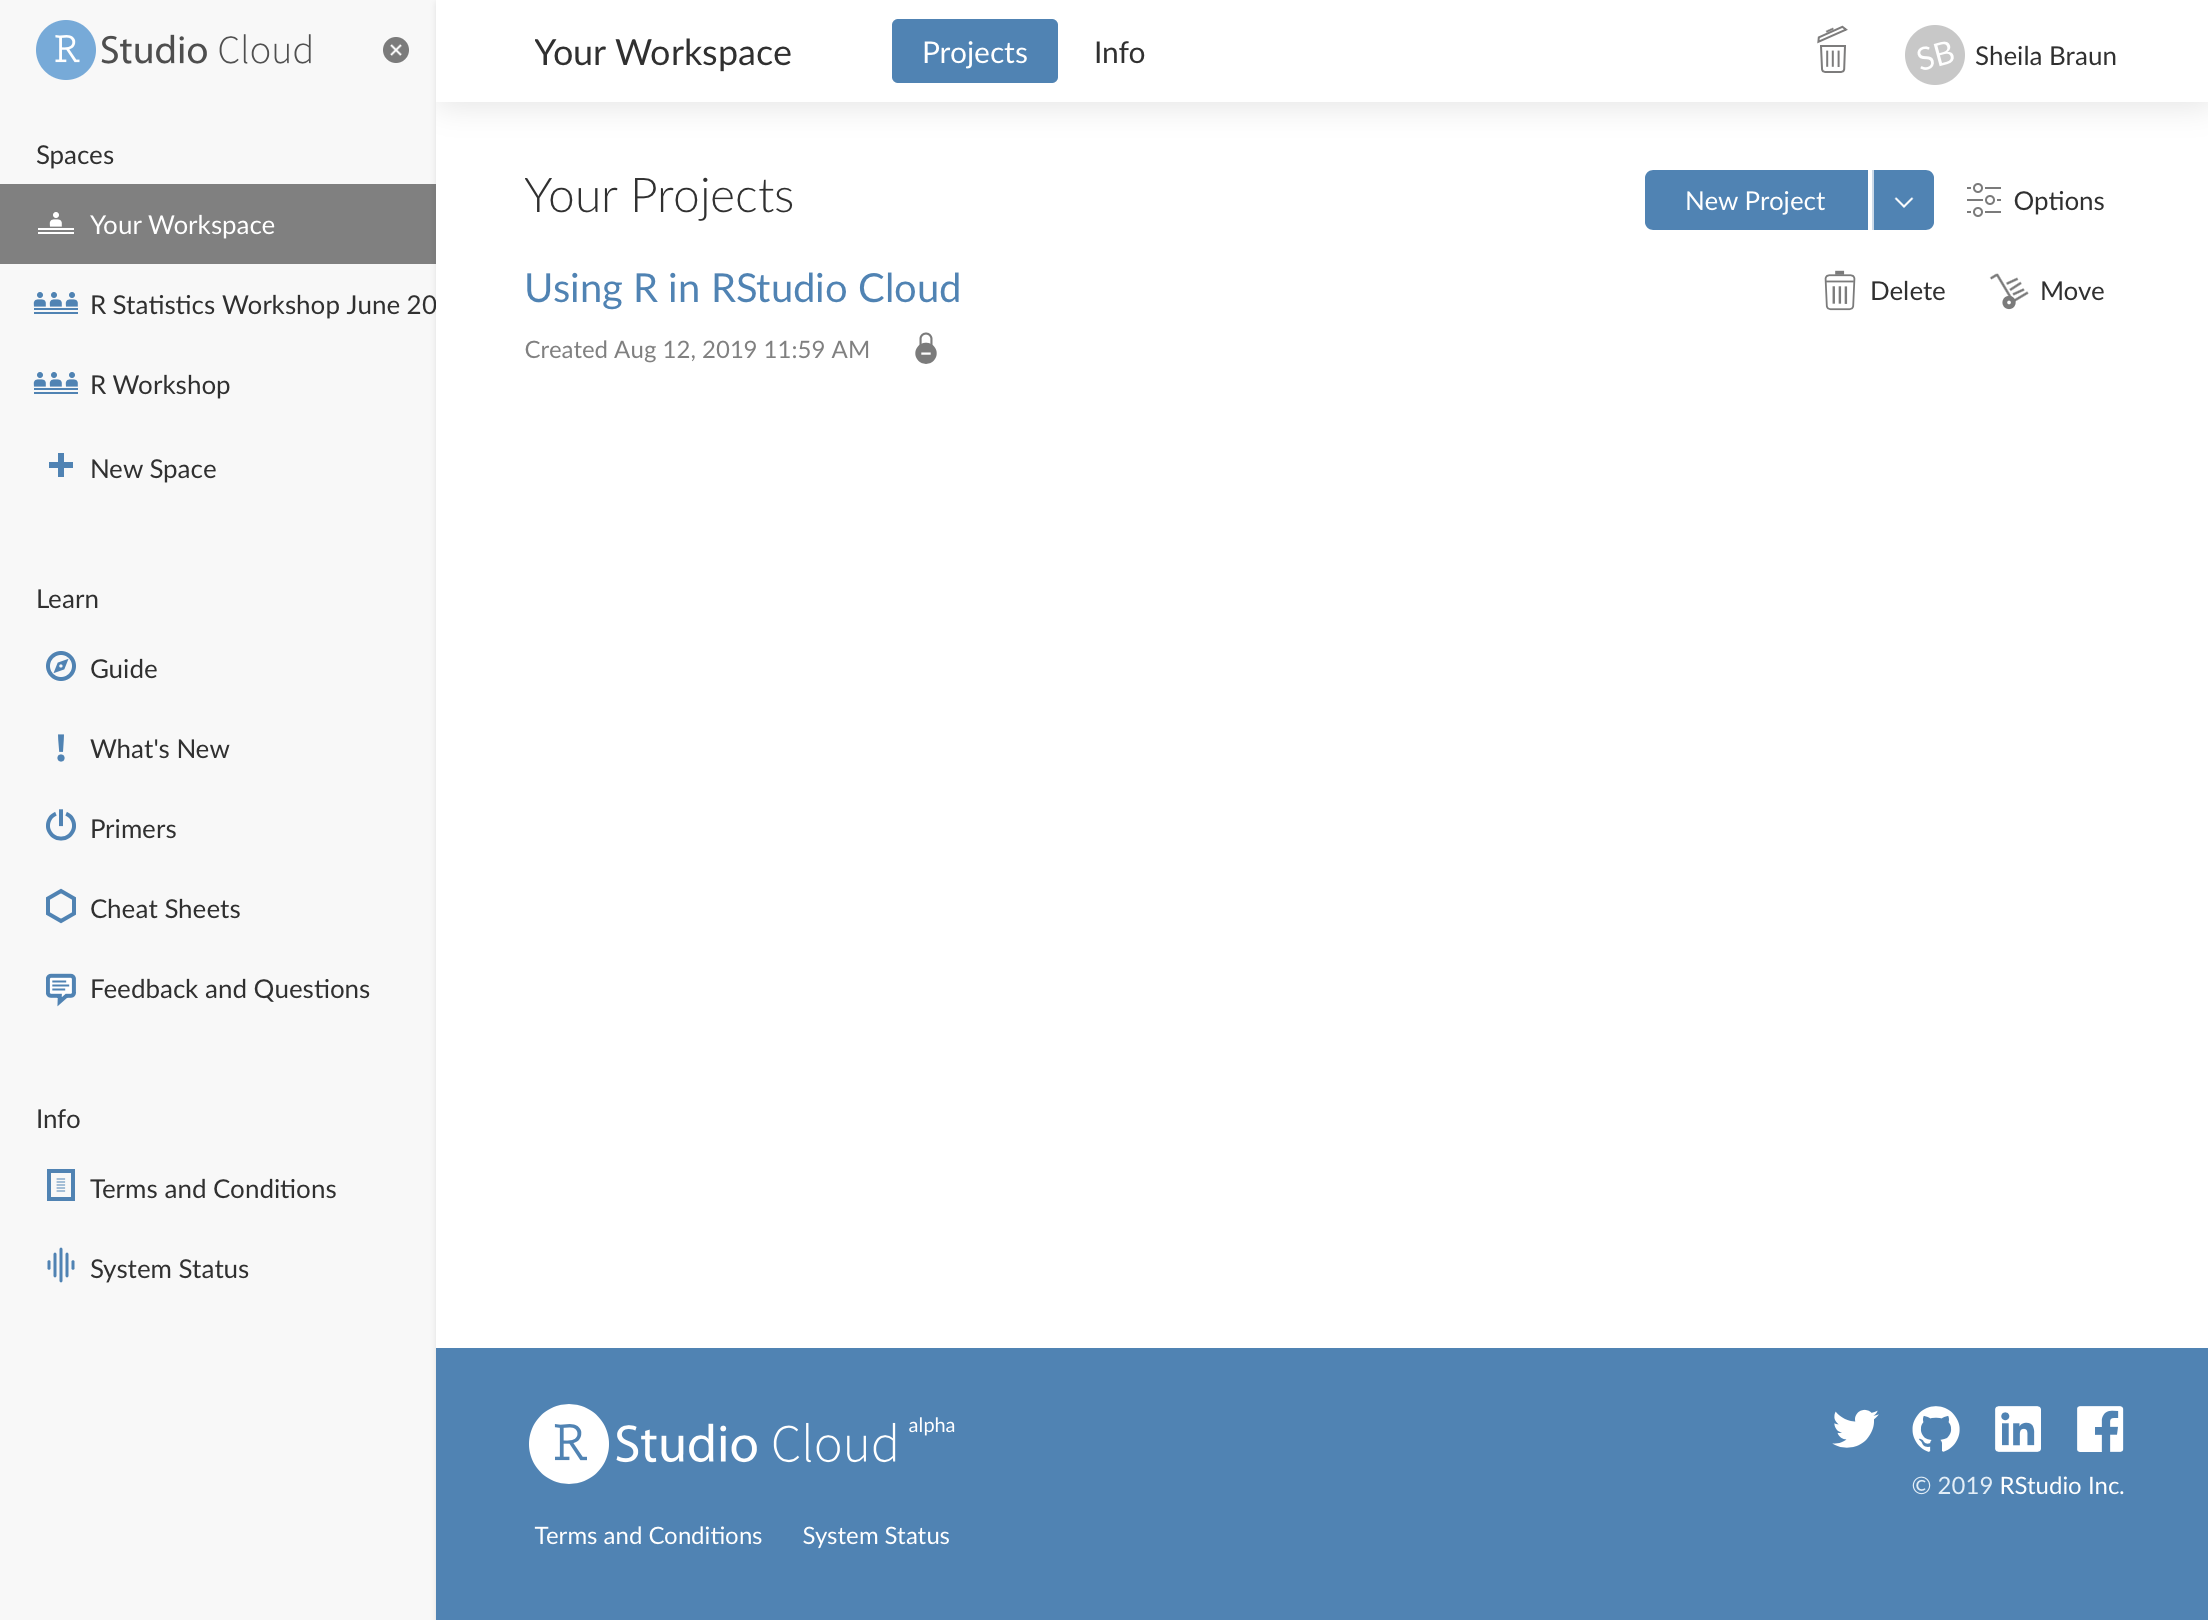 RStudio Cloud
Spaces
Your Workspace
R Statistics Workshop June 20
R Workshop
New Space
Learn
Guide
What's New
Primers
Cheat Sheets
Feedback and Questions
Info
Terms and Conditions
System Status
Your Workspace
Projects
Info
SB
Sheila Braun
Your Projects
New Project
Options
Using R in RStudio Cloud
Delete
Move
Created Aug 12, 2019 11:59 AM
RStudio Cloud alpha
© 2019 RStudio Inc.
Terms and Conditions
System Status